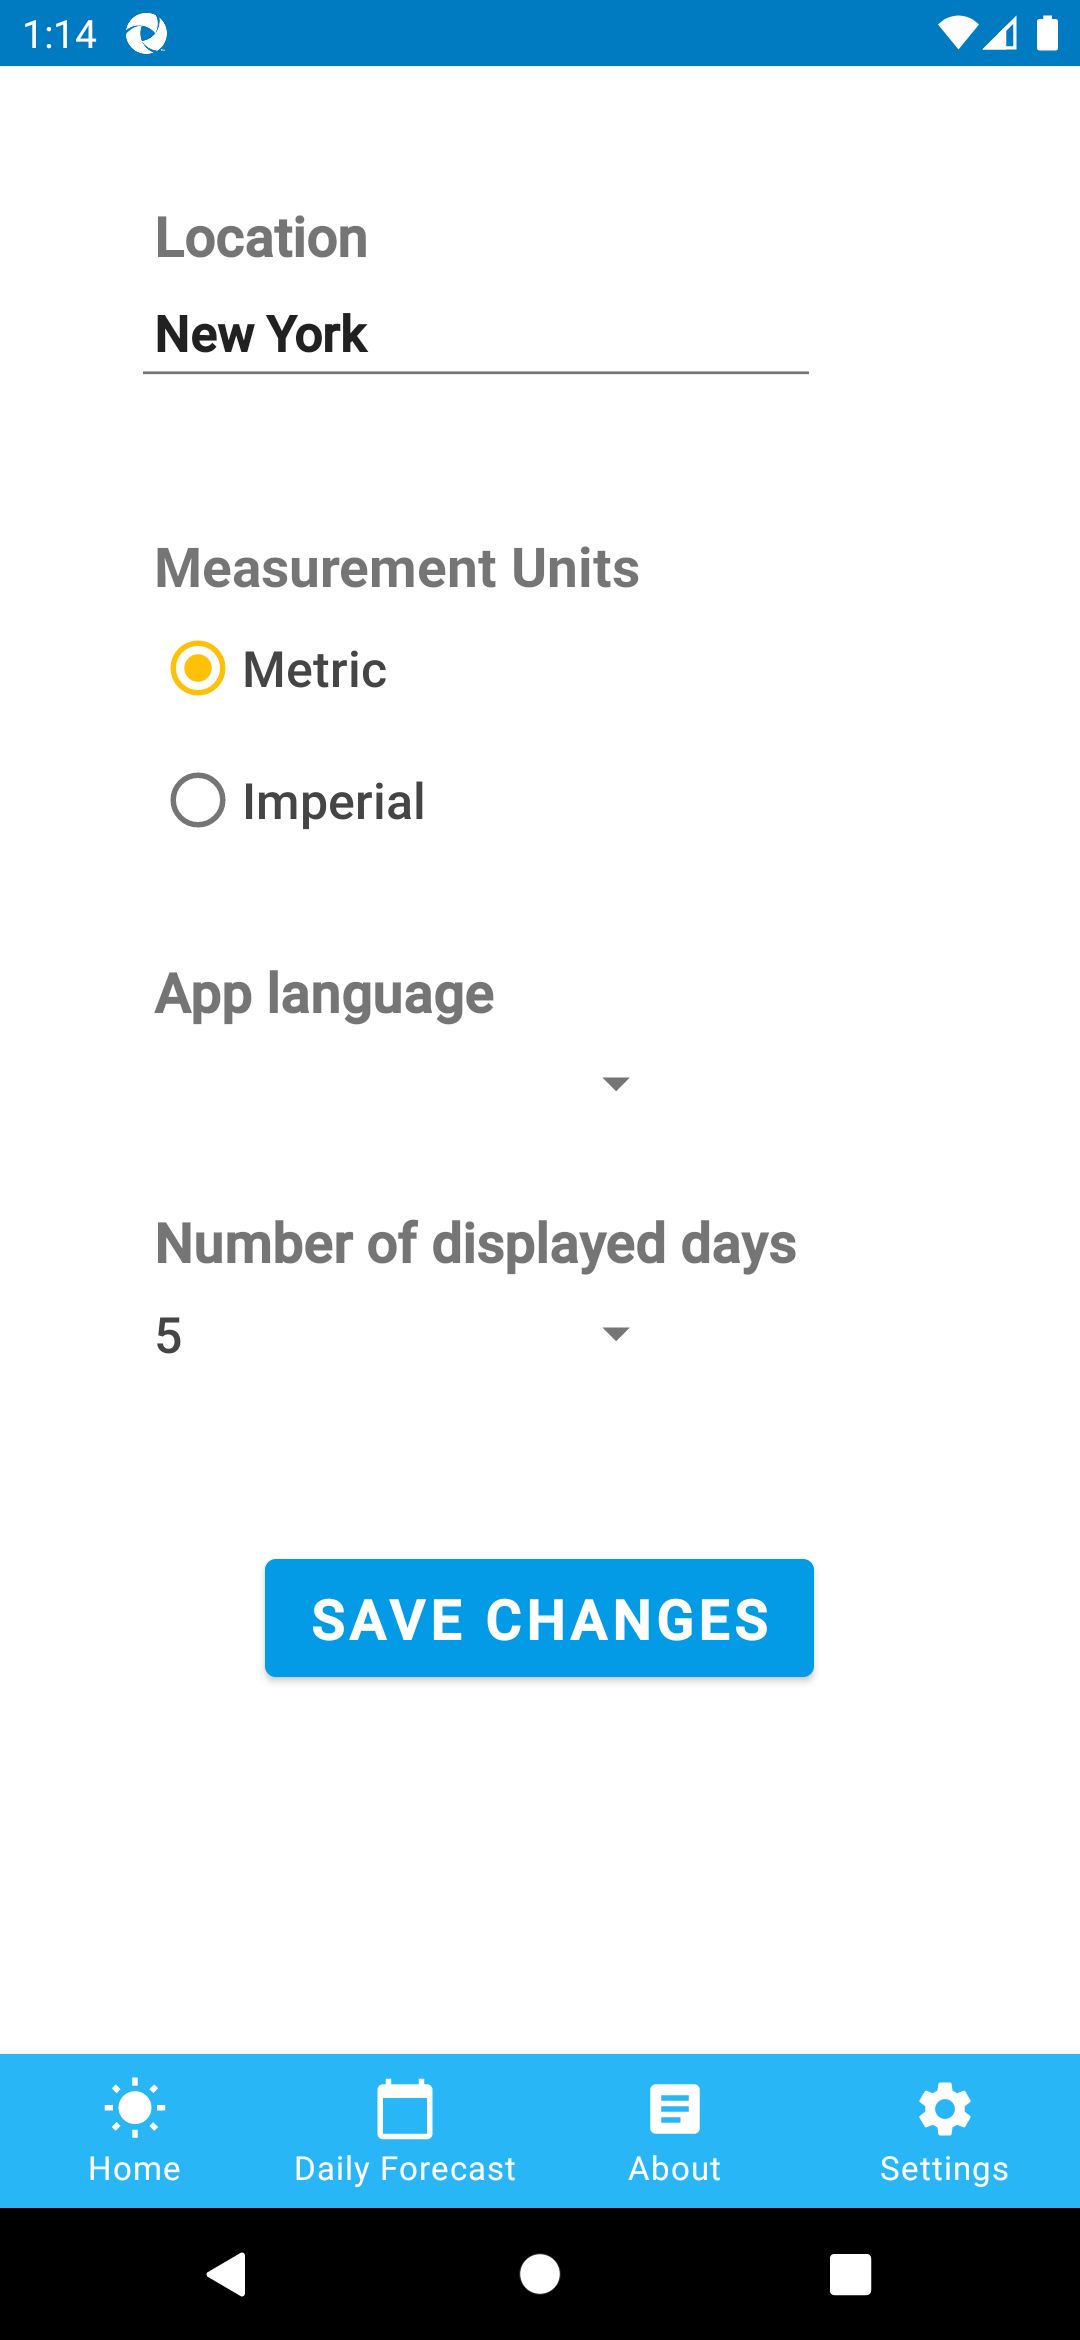 1:14
Location
New York
Measurement Units
Metric
Imperial
App language
Number of displayed days
5
SAVE CHANGES
Home
Daily Forecast
About
Settings